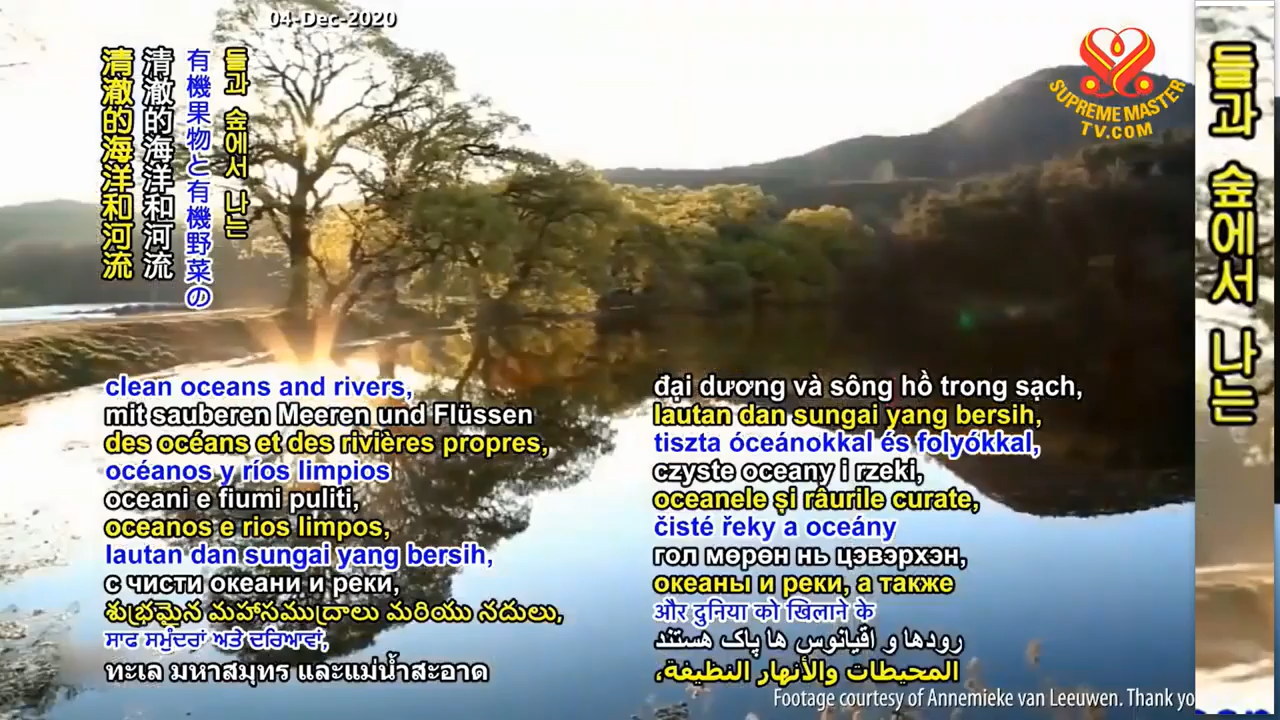 04-Dec-2020
SUPREME MASTER
TV.COM
들과 숲에서 나는
有機果物と有機野菜の
清澈的海洋和河流
清澈的海洋和河流
clean oceans and rivers,
mit sauberen Meeren und Flüssen
des océans et des rivières propres,
océanos y ríos limpios
oceani e fiumi puliti,
oceanos e rios limpos,
lautan dan sungai yang bersih,
с чисти океани и реки,
శుభ్రమైన మహాసముద్రాలు మరియు నదులు,
ਸਾਫ ਸਮੁੰਦਰਾਂ ਅਤੇ ਦਰਿਆਵਾਂ,
ทะเล มหาสมุทร และแม่น้ำสะอาด
đại dương và sông hồ trong sạch,
lautan dan sungai yang bersih,
tiszta óceánokkal és folyókkal,
czyste oceany i rzeki,
oceanele și râurile curate,
čisté řeky a oceány
гол мөрөн нь цэвэрхэн,
океаны и реки, а также
और दुनिया को खिलाने के
رودها و اقیانوس ها پاک هستند
المحيطات والأنهار النظيفة،
Footage courtesy of Annemieke van Leeuwen. Thank yo
들과 숲에서 나는